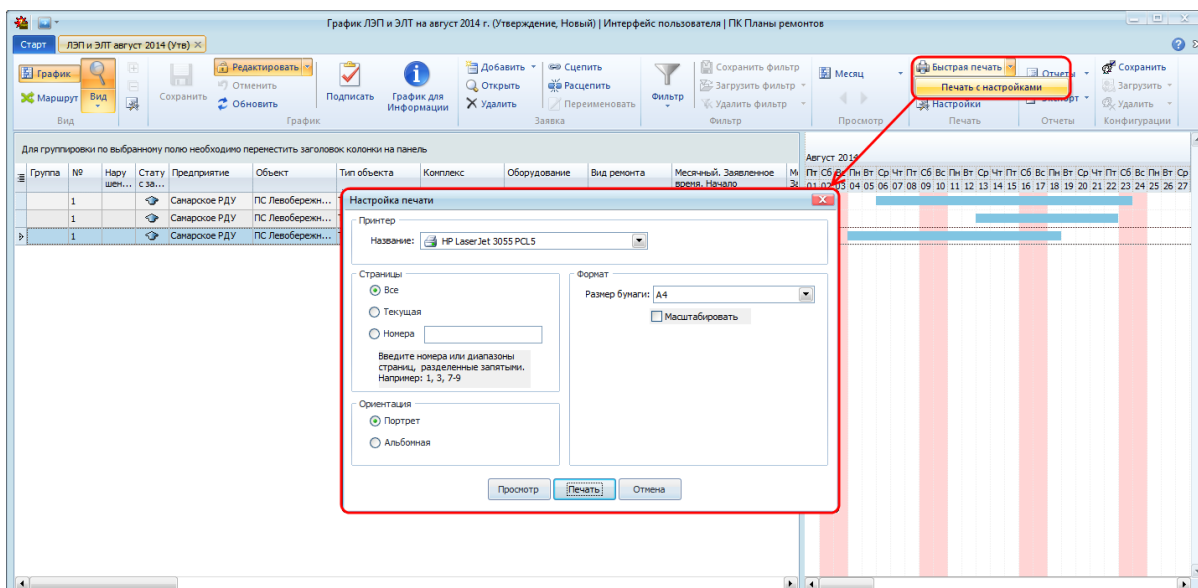 График ЛЭП и ЭЛТ на август 2014 г. (Утверждение, Новый) | Интерфейс пользователя | ПК Планы ремонтов
Старт
ЛЭП и ЭЛТ август 2014 (Утв)
График
Маршрут
Вид
Вид
Сохранить
Редактировать
Отменить
Обновить
Подписать
График для Информации
График
Добавить
Открыть
Удалить
Сцепить
Расцепить
Переименовать
Заявка
Фильтр
Сохранить фильтр
Загрузить фильтр
Удалить фильтр
Фильтр
Месяц
Просмотр
Быстрая печать
Печать с настройками
Настройки
Печать
Отчеты
Экспорт
Отчеты
Сохранить
Загрузить
Удалить
Конфигурации
Для группировки по выбранному полю необходимо переместить заголовок колонки на панель
Август 2014
Группа № Нару шен... Стату с за... Предприятие Объект Тип объекта Комплекс Оборудование Вид ремонта Месячный. Заявленное время. Начало
Пт Сб Вс Пн Вт Ср Чт Пт Сб Вс Пн Вт Ср Чт Пт Сб Вс Пн Вт Ср Чт Пт Сб Вс Пн Вт Ср
01 02 03 04 05 06 07 08 09 10 11 12 13 14 15 16 17 18 19 20 21 22 23 24 25 26 27
1 Самарское РДУ ПС Левобережн...
1 Самарское РДУ ПС Левобережн...
1 Самарское РДУ ПС Левобережн...
Настройка печати
Принтер
Название: HP LaserJet 3055 PCL5
Страницы
Все
Текущая
Номера
Введите номера или диапазоны
страниц, разделенные запятыми.
Например: 1, 3, 7-9
Ориентация
Портрет
Альбомная
Формат
Размер бумаги: A4
Масштабировать
Просмотр Печать Отмена